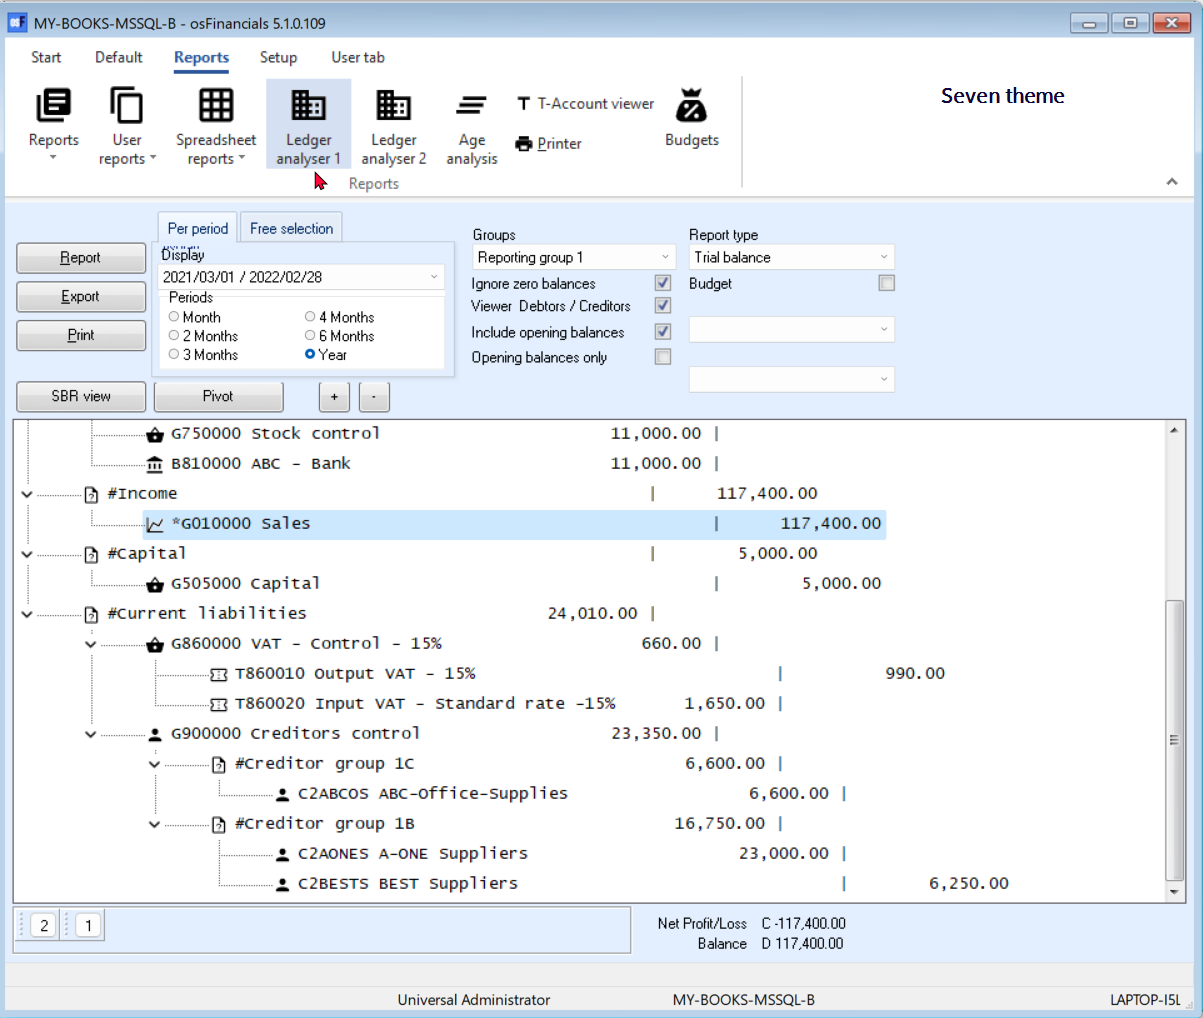 MY-BOOKS-MSSQL-B - osFinancials 5.1.0.109
Start Default Reports Setup User tab
Reports
User reports
Spreadsheet reports
Ledger analyser 1
Ledger analyser 2
Age analysis
T-Account viewer
Printer
Budgets
Seven theme
Reports
Report
Export
Print
Per period Free selection
Display
2021/03/01 / 2022/02/28
Periods
Month 4 Months
2 Months 6 Months
3 Months Year
Groups
Reporting group 1
Ignore zero balances
Viewer Debtors / Creditors
Include opening balances
Opening balances only
Report type
Trial balance
Budget
SBR view Pivot + -
G750000 Stock control 11,000.00 |
B810000 ABC - Bank 11,000.00 |
#Income | 117,400.00
*G010000 Sales | 117,400.00
#Capital | 5,000.00
G505000 Capital | 5,000.00
#Current liabilities 24,010.00 |
G860000 VAT - Control - 15% 660.00 |
T860010 Output VAT - 15% | 990.00
T860020 Input VAT - Standard rate -15% 1,650.00 |
G900000 Creditors control 23,350.00 |
#Creditor group 1C 6,600.00 |
C2ABCOS ABC-Office-Supplies 6,600.00 |
#Creditor group 1B 16,750.00 |
C2AONES A-ONE Suppliers 23,000.00 |
C2BESTS BEST Suppliers | 6,250.00
2 1
Net Profit/Loss C -117,400.00
Balance D 117,400.00
Universal Administrator MY-BOOKS-MSSQL-B LAPTOP-I5L